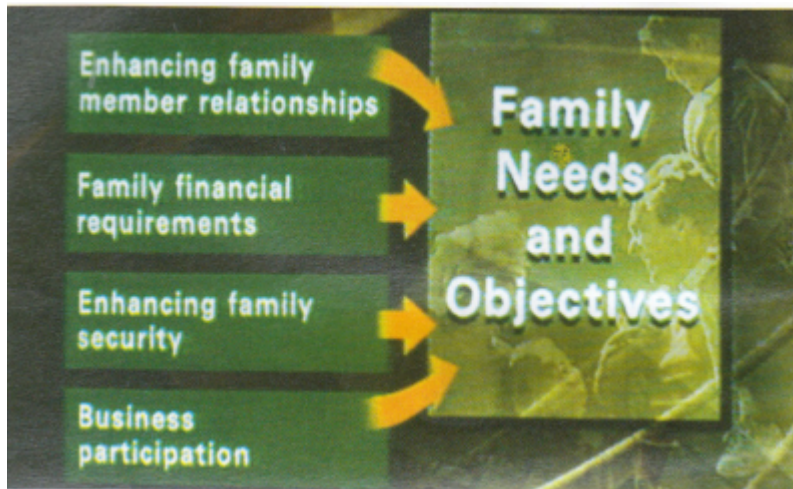 Enhancing family
member relationships
Family financial
requirements
Enhancing family
security
Business
participation
Family
Needs
and
Objectives